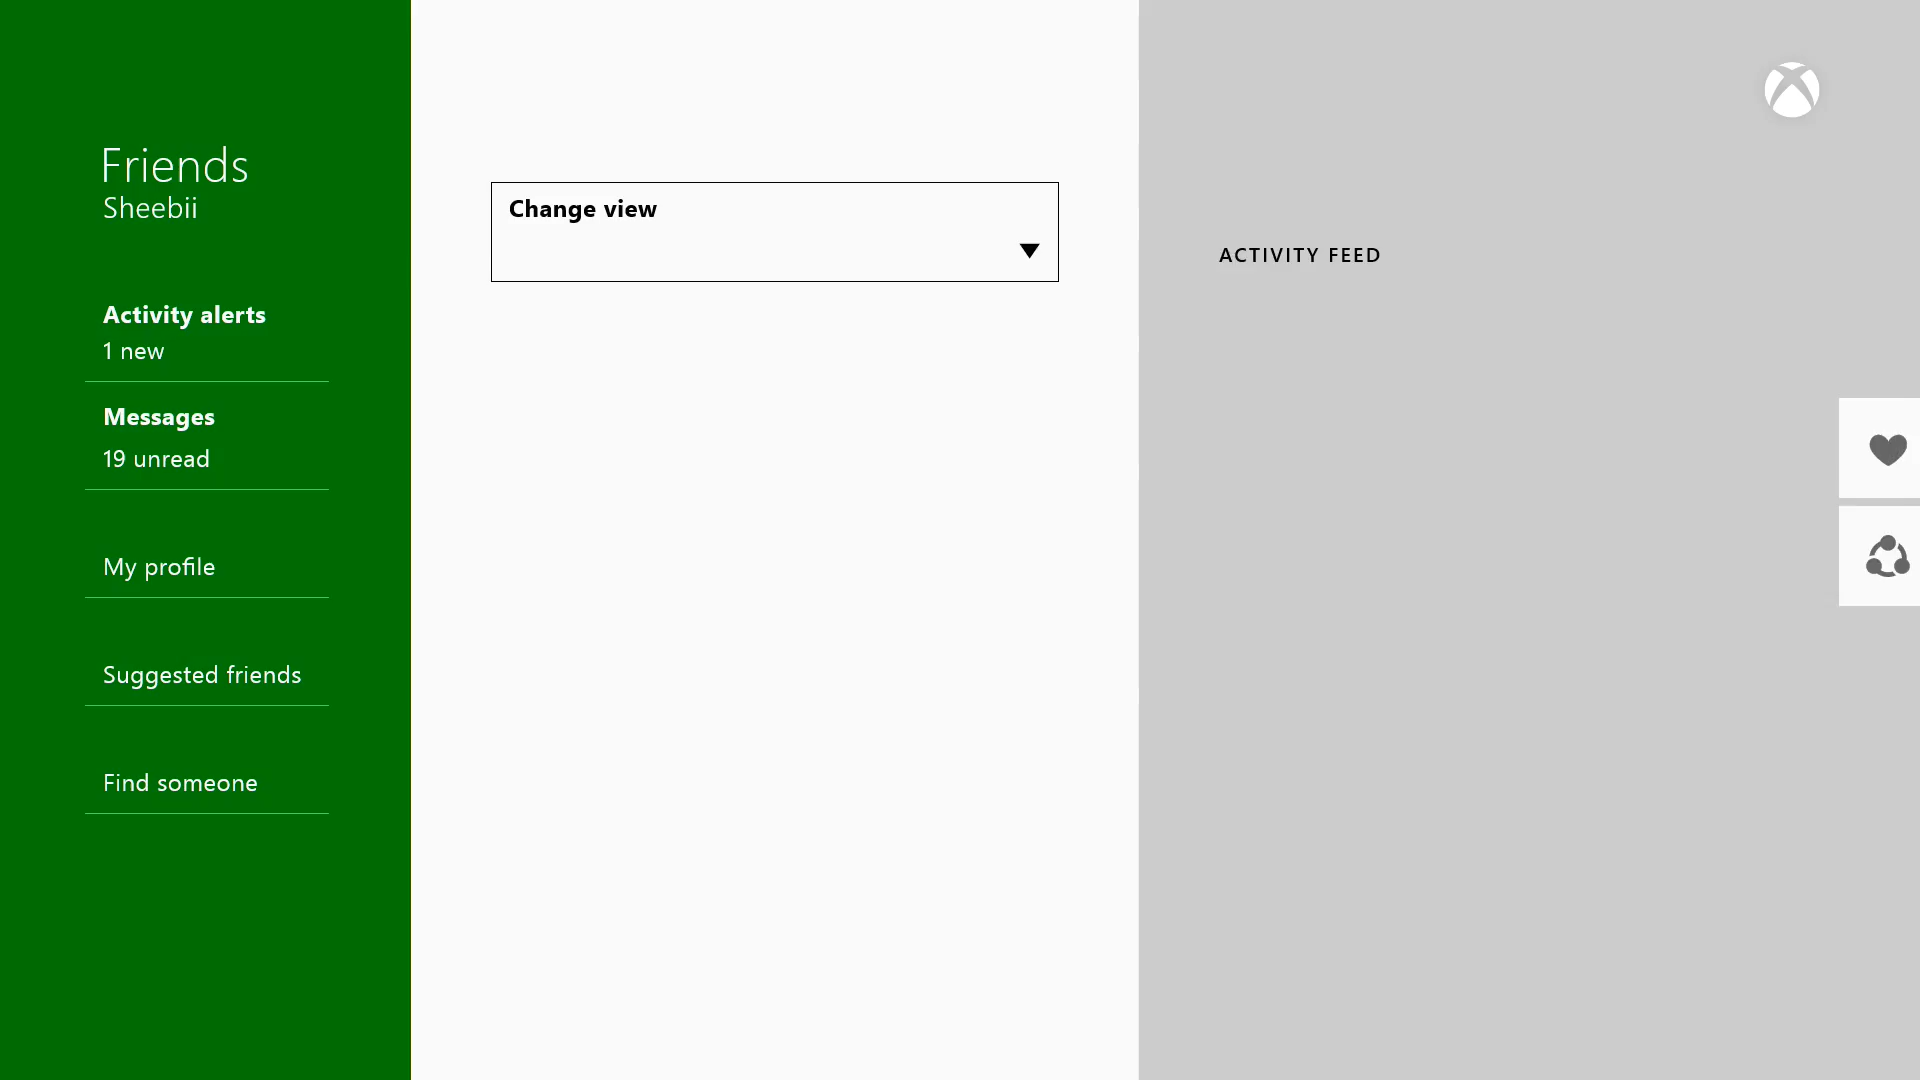 Friends
Sheebii
Activity alerts
1 new
Messages
19 unread
My profile
Suggested friends
Find someone
Change view
ACTIVITY FEED